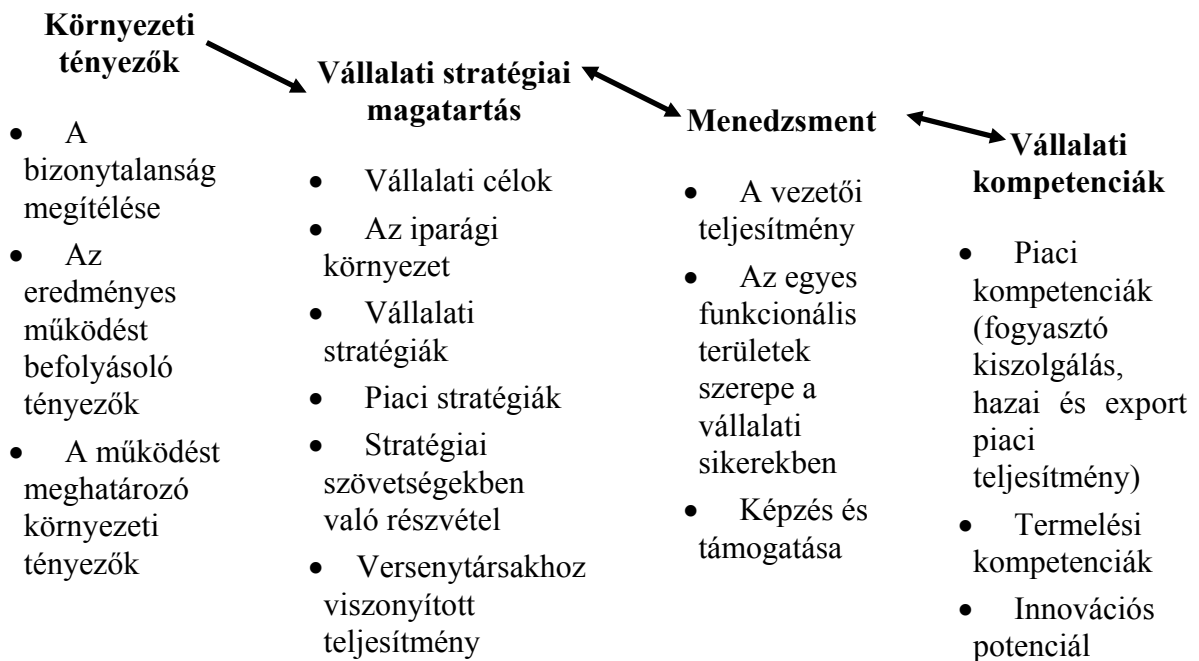 Környezeti
tényezők
• A
bizonytalanság
megítélése
• Az
eredményes
működést
befolyásoló
tényezők
• A működést
meghatározó
környezeti
tényezők
Vállalati stratégiai
magatartás
• Vállalati célok
• Az iparági
környezet
• Vállalati
stratégiák
• Piaci stratégiák
• Stratégiai
szövetségekben
való részvétel
• Versenytársakhoz
viszonyított
teljesítmény
Menedzsment
• A vezetői
teljesítmény
• Az egyes
funkcionális
területek
szerepe a
vállalati
sikerekben
• Képzés és
támogatása
Vállalati
kompetenciák
• Piaci
kompetenciák
(fogyasztó
kiszolgálás,
hazai és export
piaci
teljesítmény)
• Termelési
kompetenciák
• Innovációs
potenciál